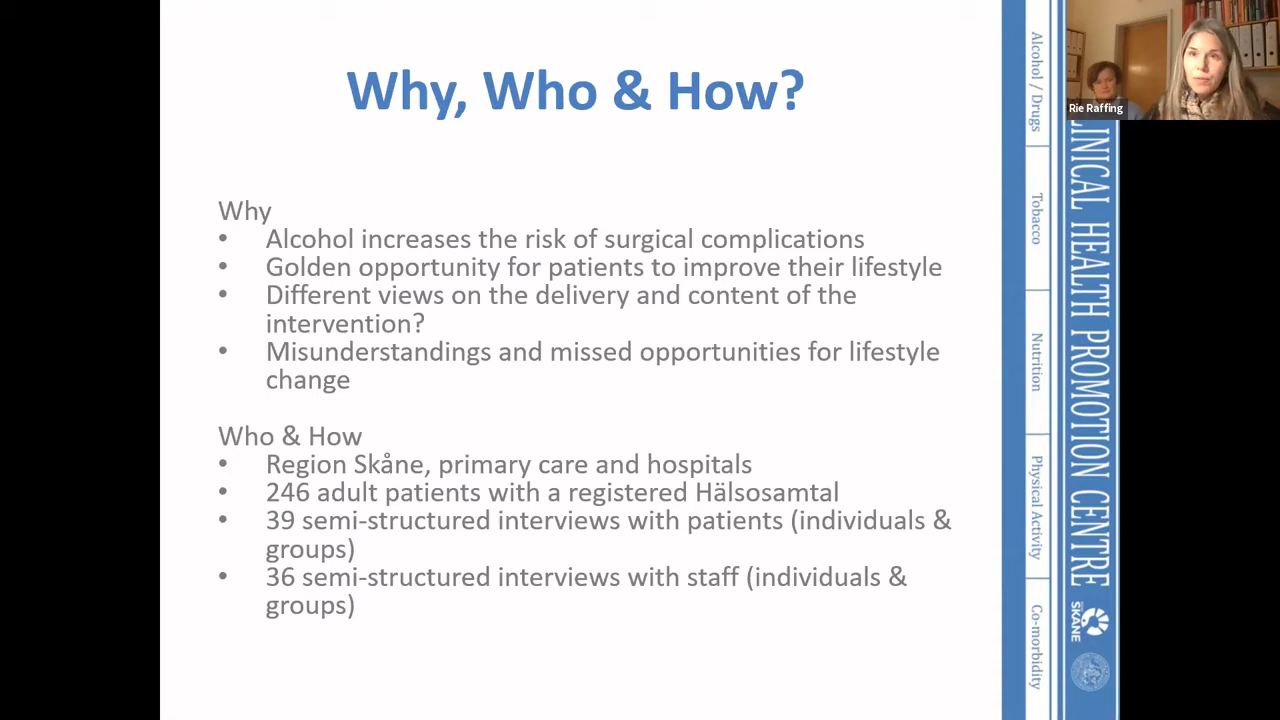 Why, Who & How?
Why
• Alcohol increases the risk of surgical complications
• Golden opportunity for patients to improve their lifestyle
• Different views on the delivery and content of the
intervention?
• Misunderstandings and missed opportunities for lifestyle
change
Who & How
• Region Skåne, primary care and hospitals
• 246 adult patients with a registered Hälsosamtal
• 39 semi-structured interviews with patients (individuals &
groups)
• 36 semi-structured interviews with staff (individuals &
groups)
Alcohol / Drugs
Tobacco
Nutrition
Physical Activity
Co-morbidity
LINICAL HEALTH PROMOTION CENTRE
SKÅNE
Rie Raffing